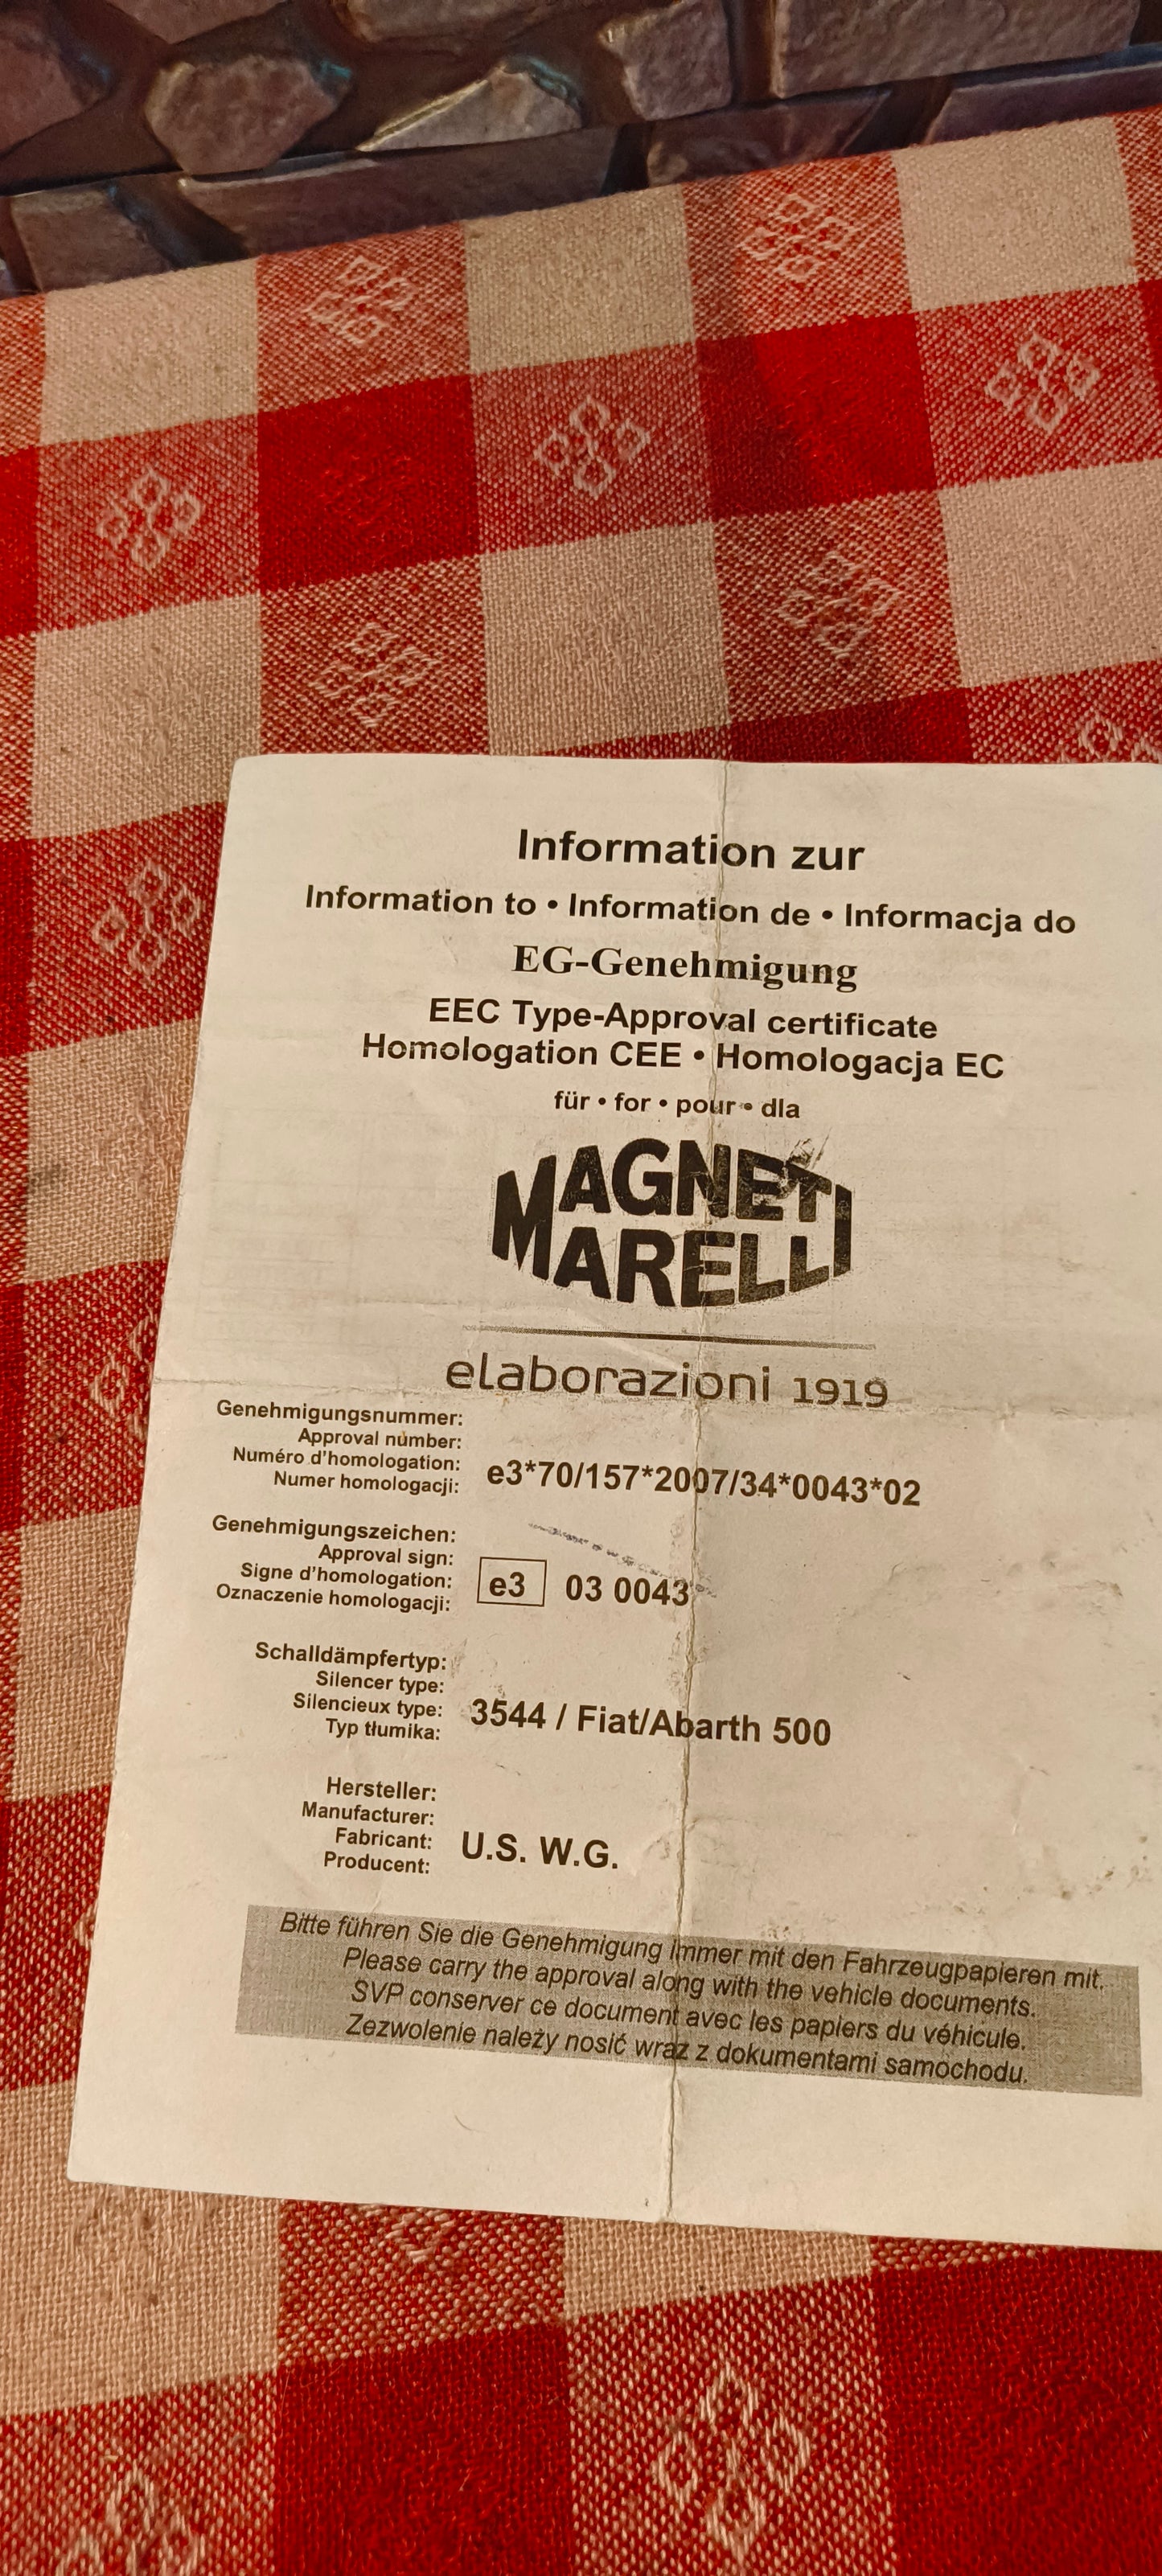 Information zur
Information to • Information de • Informacja do
EG-Genehmigung
EEC Type-Approval certificate
Homologation CEE • Homologacja EC
für • for • pour • dla
MAGNETI
MARELLI
elaborazioni 1919
Genehmigungsnummer:
Approval number:
Numéro d'homologation:
Numer homologacji:
e3*70/157*2007/34*0043*02
Genehmigungszeichen:
Approval sign:
Signe d'homologation:
Oznaczenie homologacji:
e3 03 0043
Schalldämpfertyp:
Silencer type:
Silencieux type:
Typ tłumika:
3544 / Fiat/Abarth 500
Hersteller:
Manufacturer:
Fabricant:
Producent:
U.S. W.G.
Bitte führen Sie die Genehmigung immer mit den Fahrzeugpapieren mit.
Please carry the approval along with the vehicle documents.
SVP conserver ce document avec les papiers du véhicule.
Zezwolenie należy nosić wraz z dokumentami samochodu.